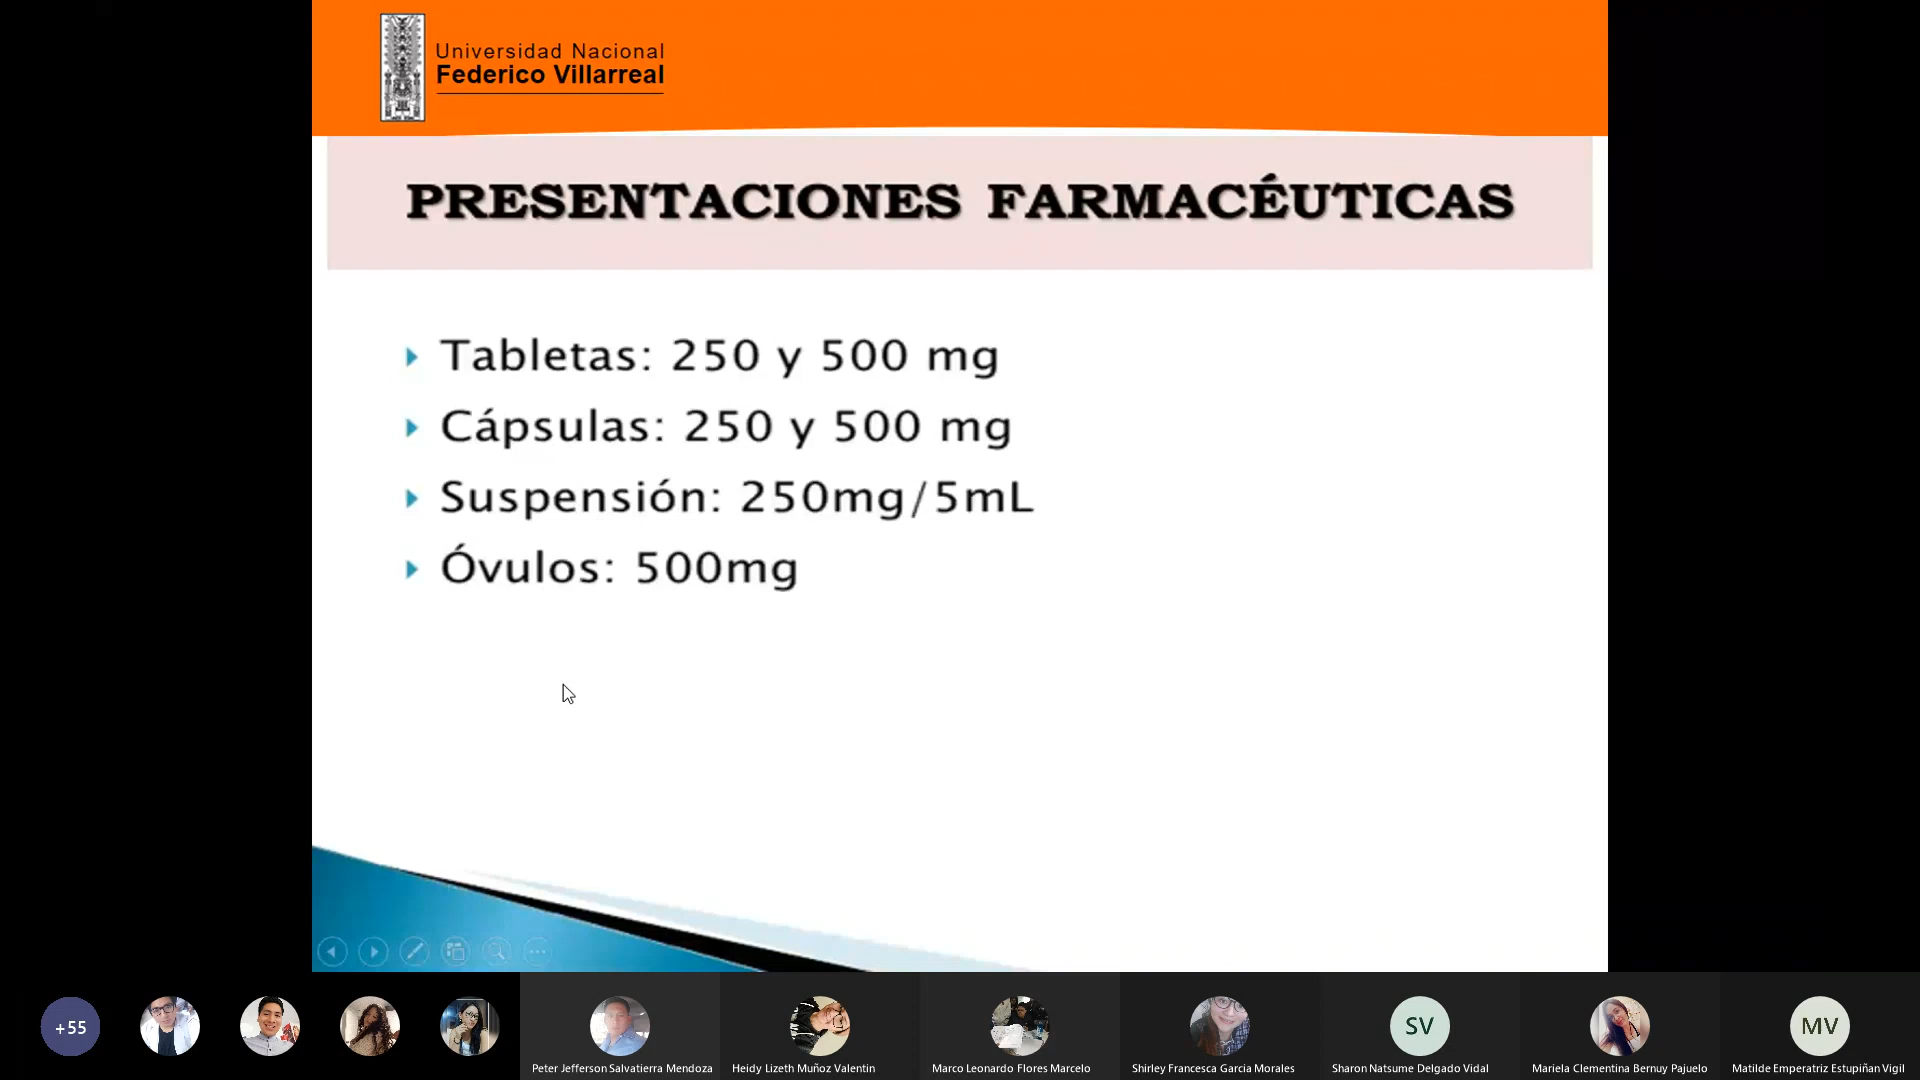 Universidad Nacional
Federico Villarreal
PRESENTACIONES FARMACÉUTICAS
Tabletas: 250 y 500 mg
Cápsulas: 250 y 500 mg
Suspensión: 250mg/5mL
Óvulos: 500mg
+55
SV
MV
Peter Jefferson Salvatierra Mendoza
Heidy Lizeth Muñoz Valentin
Marco Leonardo Flores Marcelo
Shirley Francesca Garcia Morales
Sharon Natsume Delgado Vidal
Mariela Clementina Bernuy Pajuelo
Matilde Emperatriz Estupiñan Vigil